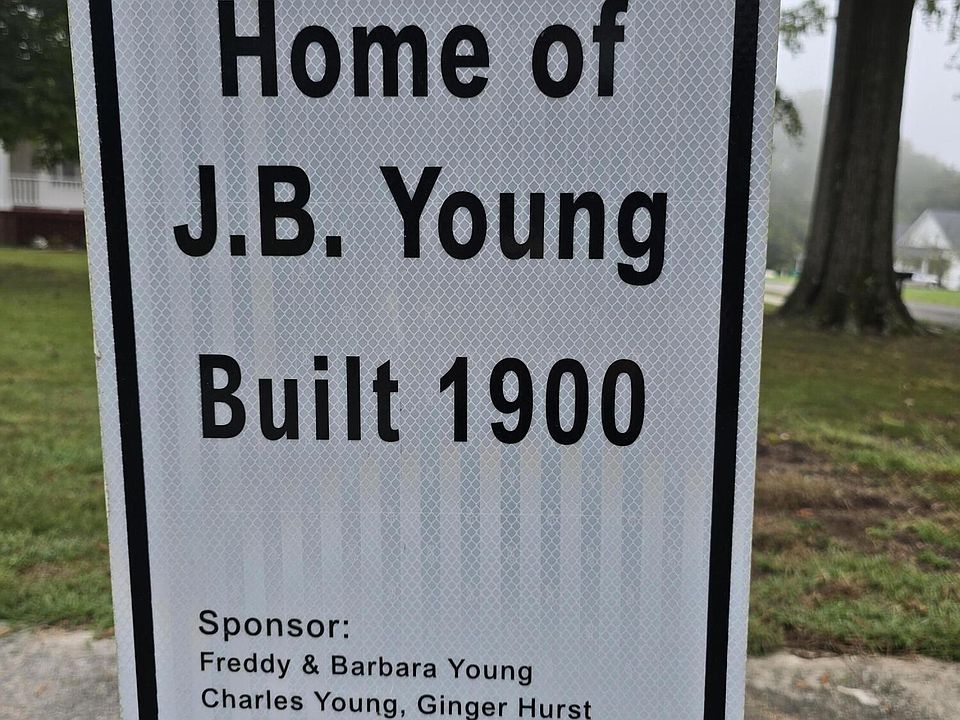 Home of
J.B. Young
Built 1900
Sponsor:
Freddy & Barbara Young
Charles Young, Ginger Hurst